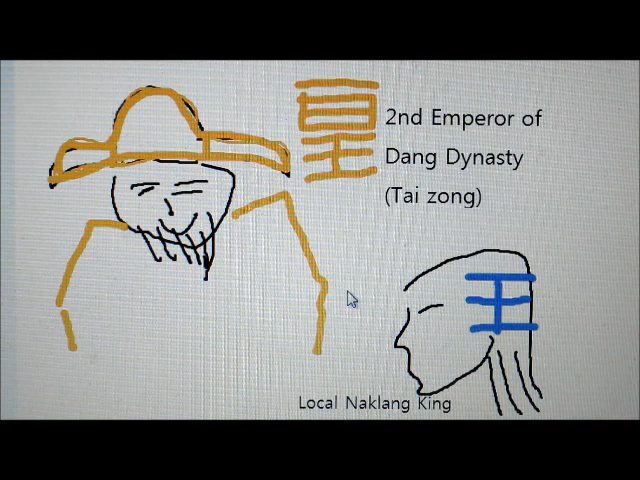 皇
2nd Emperor of
Dang Dynasty
(Tai zong)
王
Local Naklang King